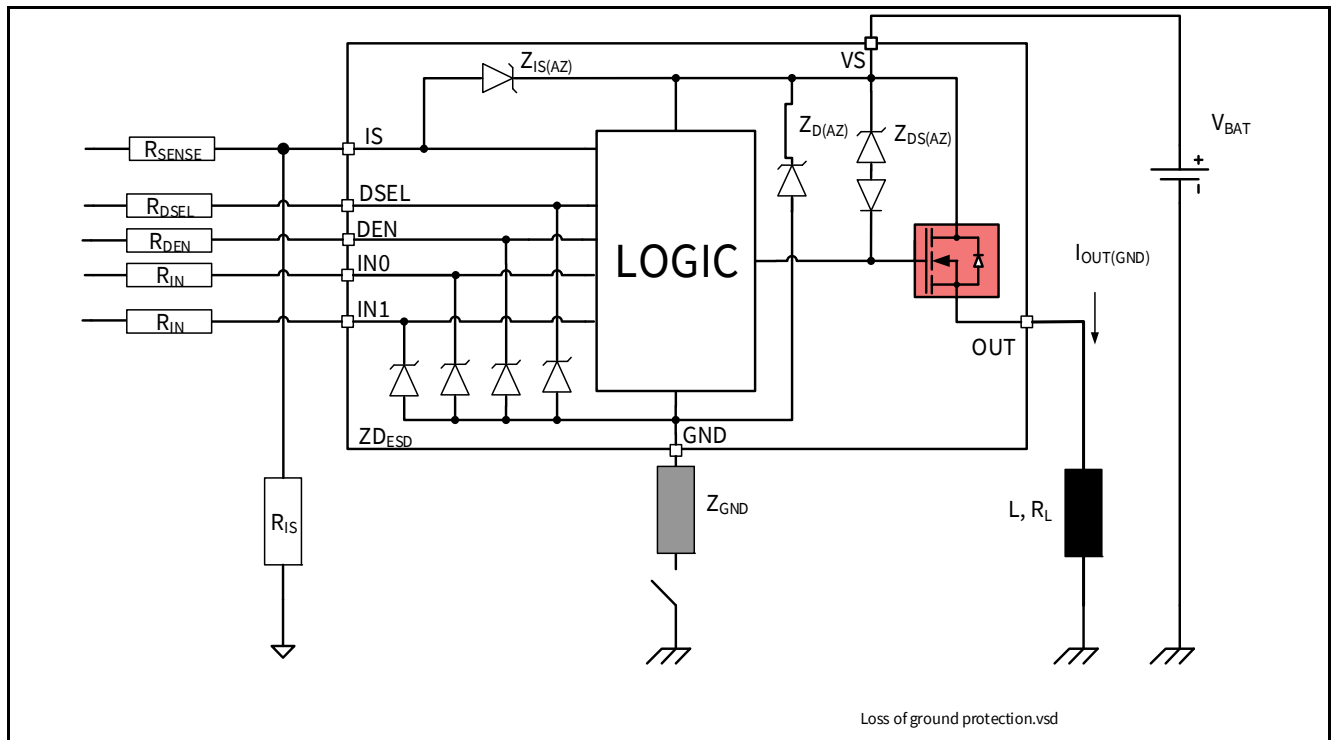 VS
Z_IS(AZ)
Z_D(AZ)
Z_DS(AZ)
V_BAT
+
-
R_SENSE
IS
R_DSEL
DSEL
R_DEN
DEN
R_IN
IN0
R_IN
IN1
LOGIC
I_OUT(GND)
OUT
ZD_ESD
GND
Z_GND
R_IS
L, R_L
Loss of ground protection.vsd